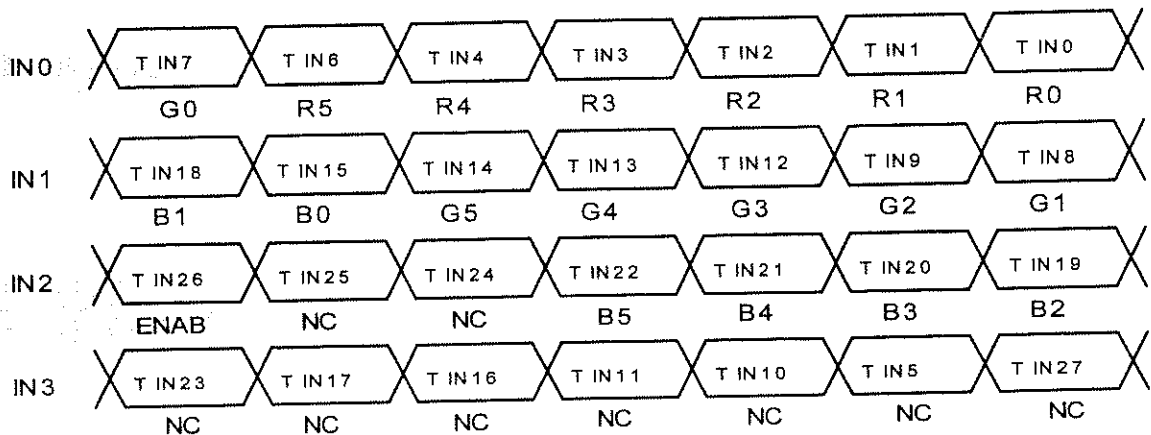 IN0 T IN7 T IN6 T IN4 T IN3 T IN2 T IN1 T IN0
G0 R5 R4 R3 R2 R1 R0
IN1 T IN18 T IN15 T IN14 T IN13 T IN12 T IN9 T IN8
B1 B0 G5 G4 G3 G2 G1
IN2 T IN26 T IN25 T IN24 T IN22 T IN21 T IN20 T IN19
ENAB NC NC B5 B4 B3 B2
IN3 T IN23 T IN17 T IN16 T IN11 T IN10 T IN5 T IN27
NC NC NC NC NC NC NC